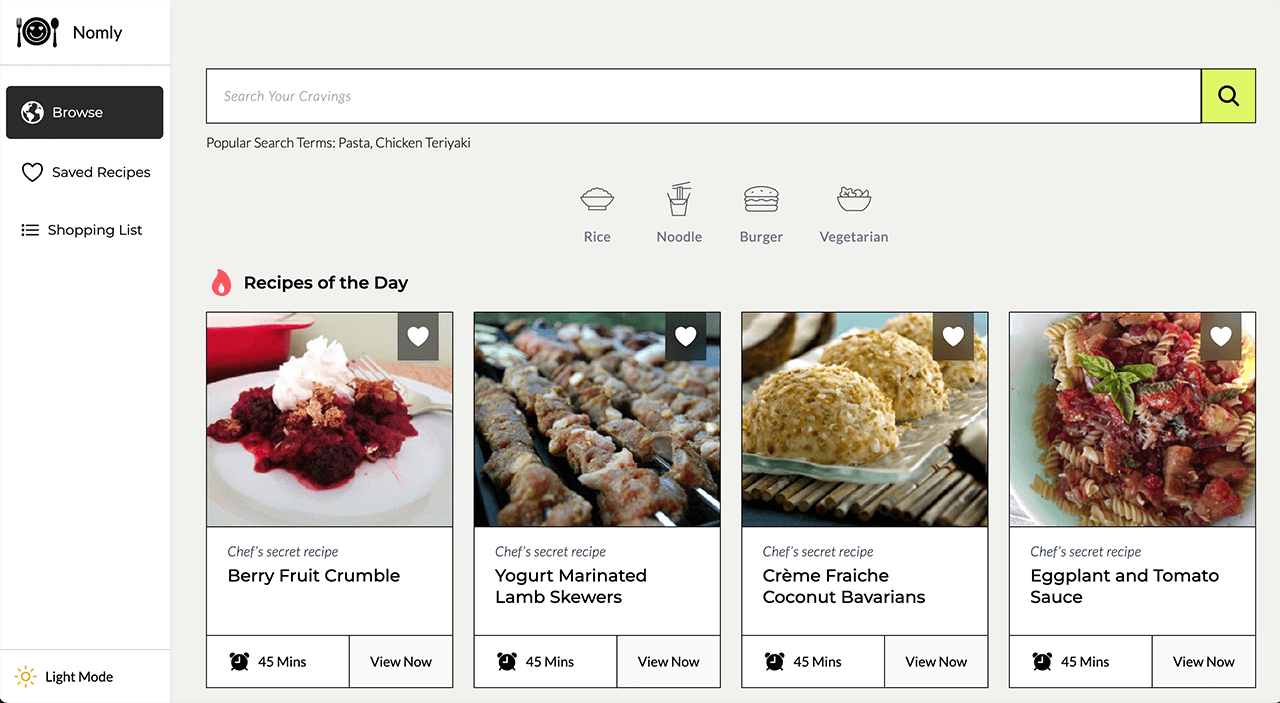 Nomly
Browse
Saved Recipes
Shopping List
Light Mode
Search Your Cravings
Popular Search Terms: Pasta, Chicken Teriyaki
Rice
Noodle
Burger
Vegetarian
Recipes of the Day
Chef's secret recipe
Berry Fruit Crumble
45 Mins
View Now
Chef's secret recipe
Yogurt Marinated
Lamb Skewers
45 Mins
View Now
Chef's secret recipe
Crème Fraiche
Coconut Bavarians
45 Mins
View Now
Chef's secret recipe
Eggplant and Tomato
Sauce
45 Mins
View Now